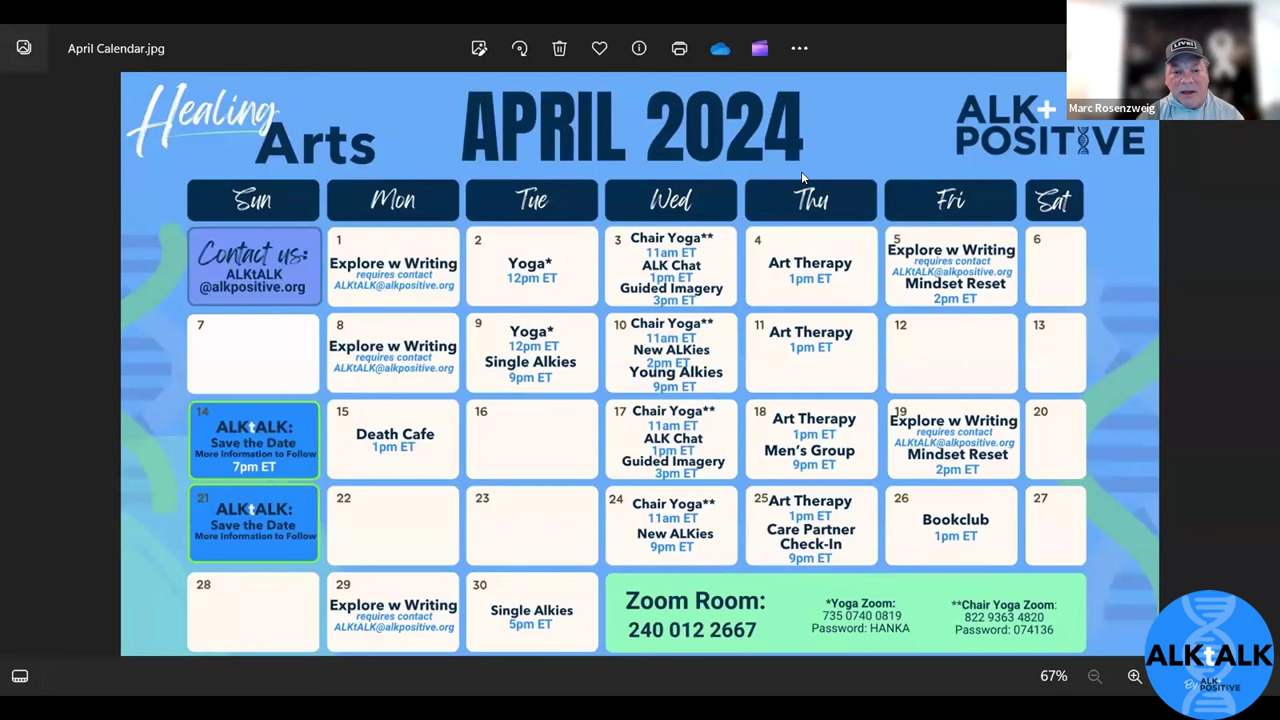 April Calendar.jpg
LIVE!
Marc Rosenzweig
Healing
Arts
APRIL 2024
ALK+
POSITIVE
Sun
Mon
Tue
Wed
Thu
Fri
Sat
Contact us:
ALKtALK
@alkpositive.org
1
Explore w Writing
requires contact
ALKtALK@alkpositive.org
2
Yoga*
12pm ET
3
Chair Yoga**
11am ET
ALK Chat
1pm ET
Guided Imagery
3pm ET
4
Art Therapy
1pm ET
5
Explore w Writing
requires contact
ALKtALK@alkpositive.org
Mindset Reset
2pm ET
6
7
8
Explore w Writing
requires contact
ALKtALK@alkpositive.org
9
Yoga*
12pm ET
Single Alkies
9pm ET
10
Chair Yoga**
11am ET
New ALKies
2pm ET
Young Alkies
9pm ET
11
Art Therapy
1pm ET
12
13
14
ALKtALK:
Save the Date
More Information to Follow
7pm ET
15
Death Cafe
1pm ET
16
17
Chair Yoga**
11am ET
ALK Chat
1pm ET
Guided Imagery
3pm ET
18
Art Therapy
1pm ET
Men's Group
9pm ET
19
Explore w Writing
requires contact
ALKtALK@alkpositive.org
Mindset Reset
2pm ET
20
21
ALKtALK:
Save the Date
More Information to Follow
22
23
24
Chair Yoga**
11am ET
New ALKies
9pm ET
25
Art Therapy
1pm ET
Care Partner
Check-In
9pm ET
26
Bookclub
1pm ET
27
28
29
Explore w Writing
requires contact
ALKtALK@alkpositive.org
30
Single Alkies
5pm ET
Zoom Room:
240 012 2667
*Yoga Zoom:
735 0740 0819
Password: HANKA
**Chair Yoga Zoom:
822 9363 4820
Password: 074136
67%
ALKtALK
By ALK+
POSITIVE